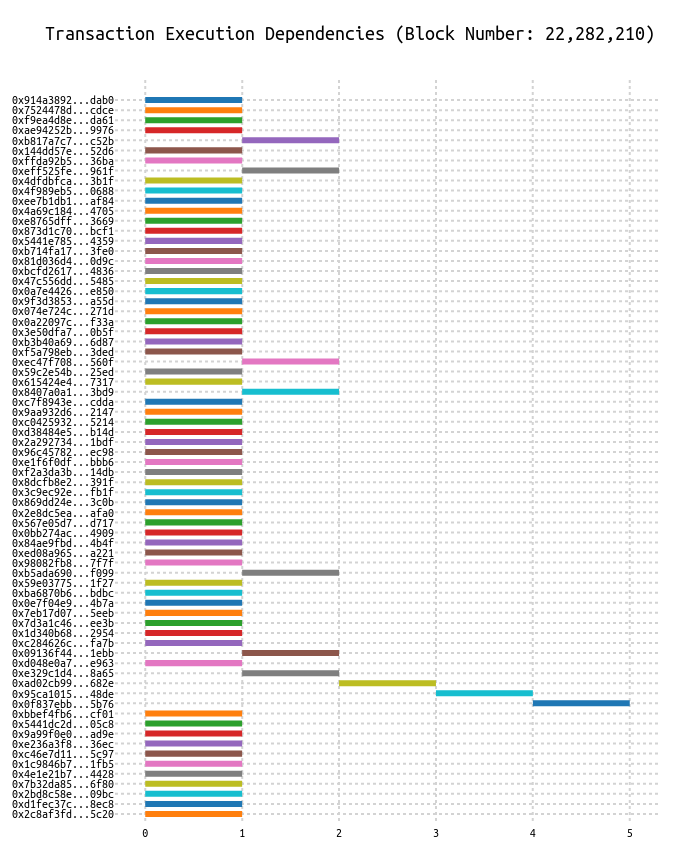 Transaction Execution Dependencies (Block Number: 22,282,210)
0x914a3892...dab0
0x7524478d...cdce
0xf9ea4d8e...da61
0xae94252b...9976
0xb817a7c7...c52b
0x144dd57e...52d6
0xffda92b5...36ba
0xeff525fe...961f
0x4dfdbfca...3b1f
0x4f989eb5...0688
0xee7b1db1...af84
0x4a69c184...4705
0xe8765dff...3669
0x873d1c70...bcf1
0x5441e785...4359
0xb714fa17...3fe0
0x81d036d4...0d9c
0xbcfd2617...4836
0x47c556dd...5485
0x0a7e4426...e850
0x9f3d3853...a55d
0x074e724c...271d
0x0a22097c...f33a
0x3e50dfa7...0b5f
0xb3b40a69...6d87
0xf5a798eb...3ded
0xec47f708...560f
0x59c2e54b...25ed
0x615424e4...7317
0x8407a0a1...3bd9
0xc7f8943e...cdda
0x9aa932d6...2147
0xc0425932...5214
0xd38484e5...b14d
0x2a292734...1bdf
0x96c45782...ec98
0xe1f6f0df...bbb6
0xf2a3da3b...14db
0x8dcfb8e2...391f
0x3c9ec92e...fb1f
0x869dd24e...3c0b
0x2e8dc5ea...afa0
0x567e05d7...d717
0x0bb274ac...4909
0x84ae9fbd...4b4f
0xed08a965...a221
0x98082fb8...7f7f
0xb5ada690...f099
0x59e03775...1f27
0xba6870b6...bdbc
0x0e7f04e9...4b7a
0x7eb17d07...5eeb
0x7d3a1c46...ee3b
0x1d340b68...2954
0xc284626c...fa7b
0x09136f44...1ebb
0xd048e0a7...e963
0xe329c1d4...8a65
0xad02cb99...682e
0x95ca1015...48de
0x0f837ebb...5b76
0xbbef4fb6...cf01
0x5441dc2d...05c8
0x9a99f0e0...ad9e
0xe236a3f8...36ec
0xc46e7d11...5c97
0x1c9846b7...1fb5
0x4e1e21b7...4428
0x7b32da85...6f80
0x2bd8c58e...09bc
0xd1fec37c...8ec8
0x2c8af3fd...5c20
0 1 2 3 4 5